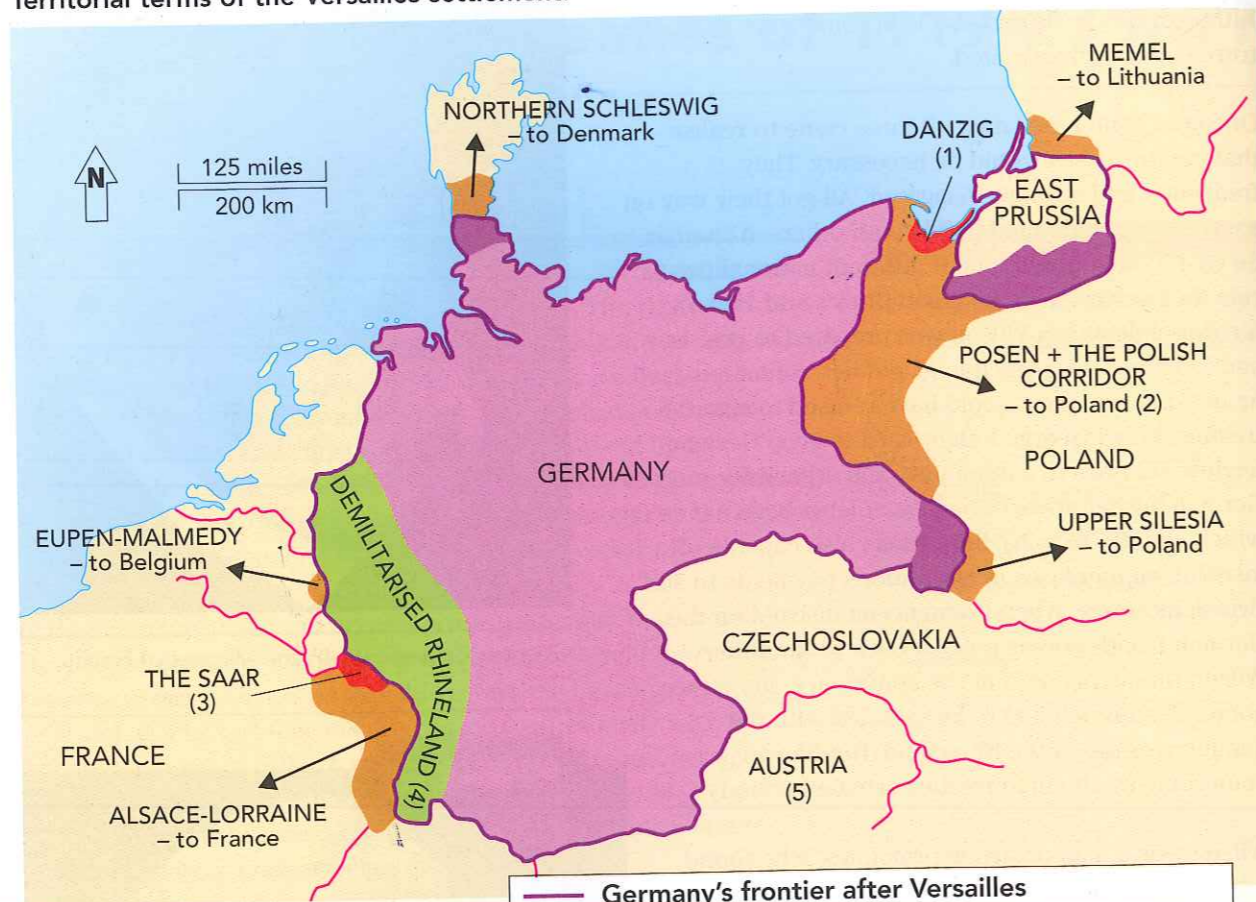 Territorial terms of the Versailles settlement
MEMEL
– to Lithuania
NORTHERN SCHLESWIG
– to Denmark
DANZIG
(1)
N
125 miles
200 km
EAST
PRUSSIA
POSEN + THE POLISH
CORRIDOR
– to Poland (2)
GERMANY
POLAND
DEMILITARISED RHINELAND (4)
EUPEN-MALMEDY
– to Belgium
UPPER SILESIA
– to Poland
CZECHOSLOVAKIA
THE SAAR
(3)
FRANCE
AUSTRIA
(5)
ALSACE-LORRAINE
– to France
Germany's frontier after Versailles